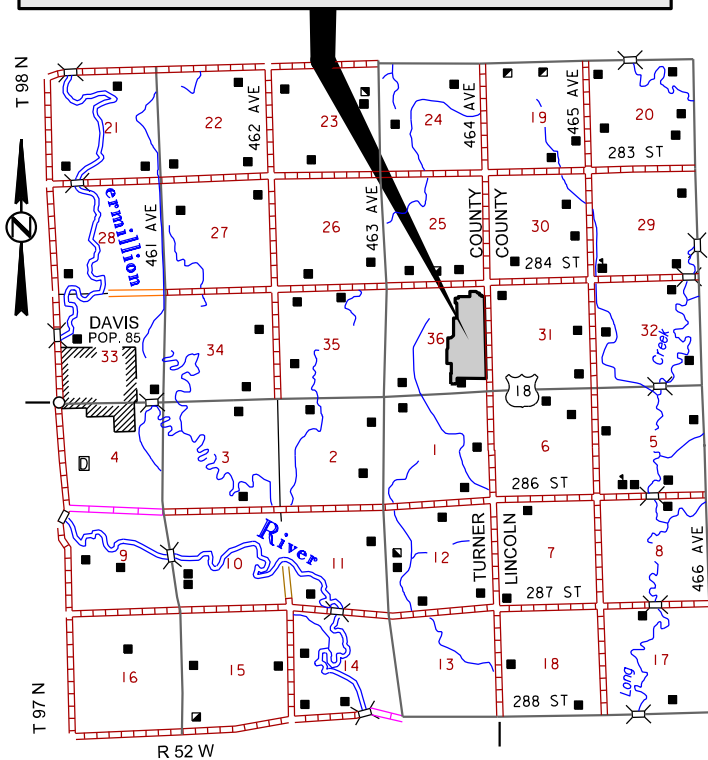 T 98 N
21
22
462 AVE
23
24
464 AVE
19
465 AVE
20
283 ST
N
28
ermillion
461 AVE
27
26
463 AVE
25
COUNTY
COUNTY
30
284 ST
29
DAVIS
POP. 85
33
34
35
36
31
32
Creek
18
4
3
2
1
6
286 ST
5
9
10
River
11
12
TURNER
LINCOLN
7
287 ST
8
466 AVE
16
15
14
13
18
288 ST
17
Long
T 97 N
R 52 W